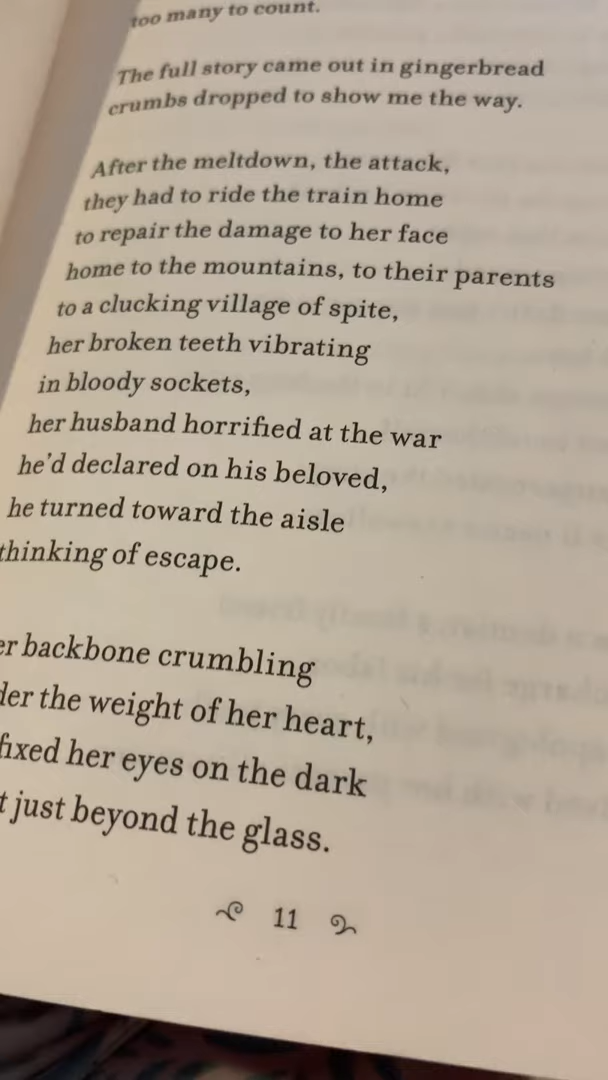 too many to count.
The full story came out in gingerbread
crumbs dropped to show me the way.
After the meltdown, the attack,
they had to ride the train home
to repair the damage to her face
home to the mountains, to their parents
to a clucking village of spite,
her broken teeth vibrating
in bloody sockets,
her husband horrified at the war
he'd declared on his beloved,
he turned toward the aisle
thinking of escape.
er backbone crumbling
der the weight of her heart,
fixed her eyes on the dark
t just beyond the glass.
11